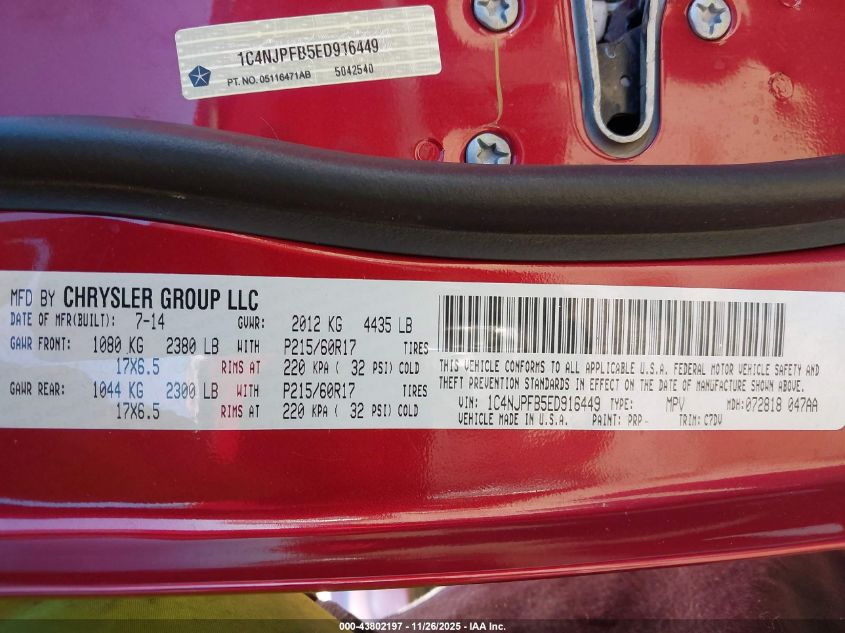 1C4NJPFB5ED916449
PT. NO. 05116471AB 5042540
MFD BY CHRYSLER GROUP LLC
DATE OF MFR(BUILT): 7-14 GVWR: 2012 KG 4435 LB
GAWR FRONT: 1080 KG 2380 LB WITH P215/60R17 TIRES
17X6.5 RIMS AT 220 KPA ( 32 PSI) COLD
GAWR REAR: 1044 KG 2300 LB WITH P215/60R17 TIRES
17X6.5 RIMS AT 220 KPA ( 32 PSI) COLD
THIS VEHICLE CONFORMS TO ALL APPLICABLE U.S.A. FEDERAL MOTOR VEHICLE SAFETY AND
THEFT PREVENTION STANDARDS IN EFFECT ON THE DATE OF MANUFACTURE SHOWN ABOVE.
VIN: 1C4NJPFB5ED916449 TYPE: MPV MDH:072818 047AA
VEHICLE MADE IN U.S.A. PAINT: PRP - TRIM: C7DV
000-43802197 - 11/26/2025 - IAA Inc.